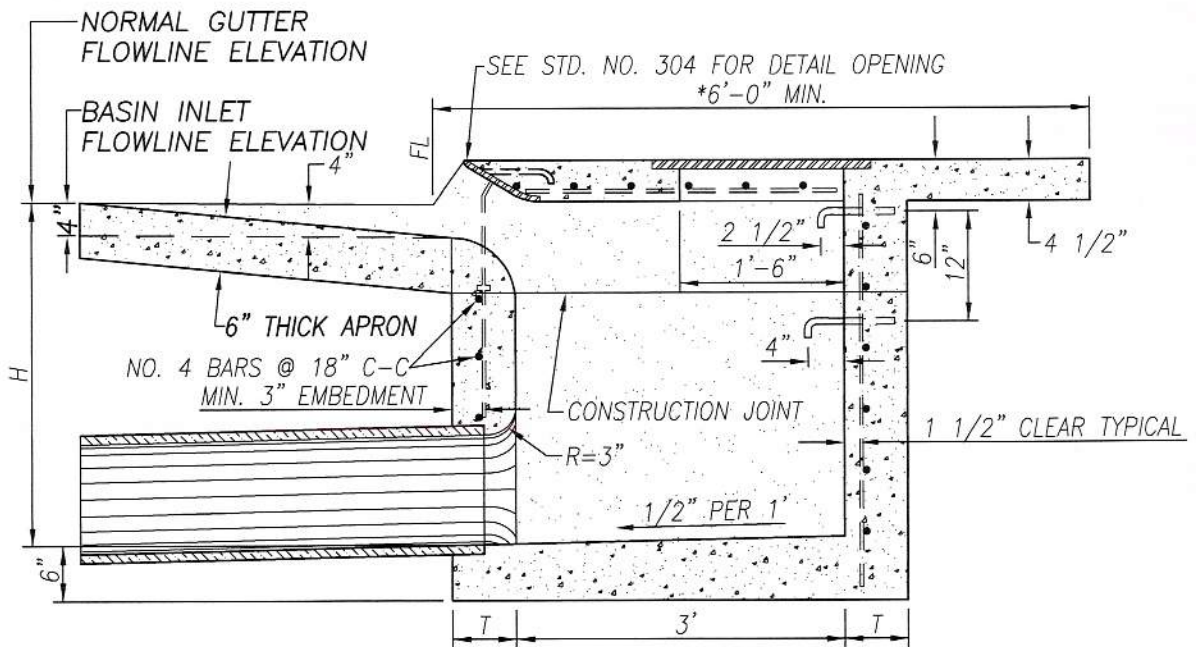 NORMAL GUTTER
FLOWLINE ELEVATION
SEE STD. NO. 304 FOR DETAIL OPENING
*6'-0" MIN.
BASIN INLET
FLOWLINE ELEVATION
4"
FL
4"
2 1/2"
1'-6"
6"
12"
4 1/2"
6" THICK APRON
NO. 4 BARS @ 18" C-C
MIN. 3" EMBEDMENT
4"
H
CONSTRUCTION JOINT
1 1/2" CLEAR TYPICAL
R=3"
1/2" PER 1'
6"
T
3'
T